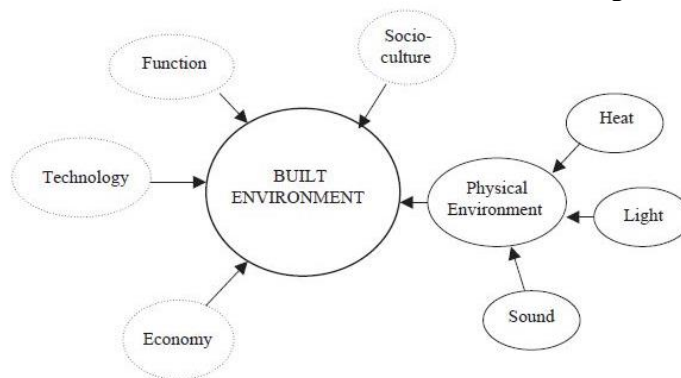 Socio-
culture
Function
Heat
BUILT
ENVIRONMENT
Technology
Physical
Environment
Light
Sound
Economy